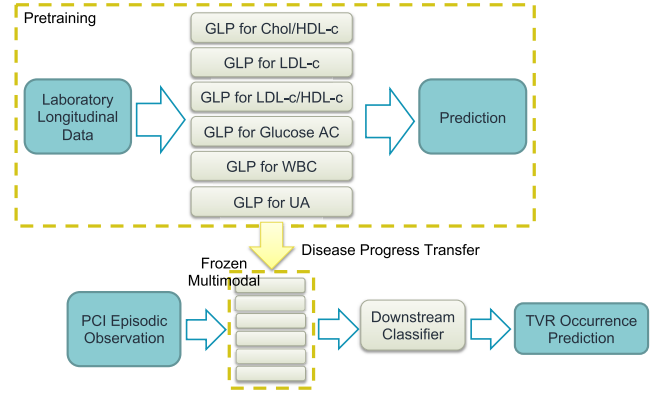 Pretraining
GLP for Chol/HDL-c
GLP for LDL-c
GLP for LDL-c/HDL-c
GLP for Glucose AC
GLP for WBC
GLP for UA
Laboratory
Longitudinal
Data
Prediction
Disease Progress Transfer
Frozen
Multimodal
PCI Episodic
Observation
Downstream
Classifier
TVR Occurrence
Prediction